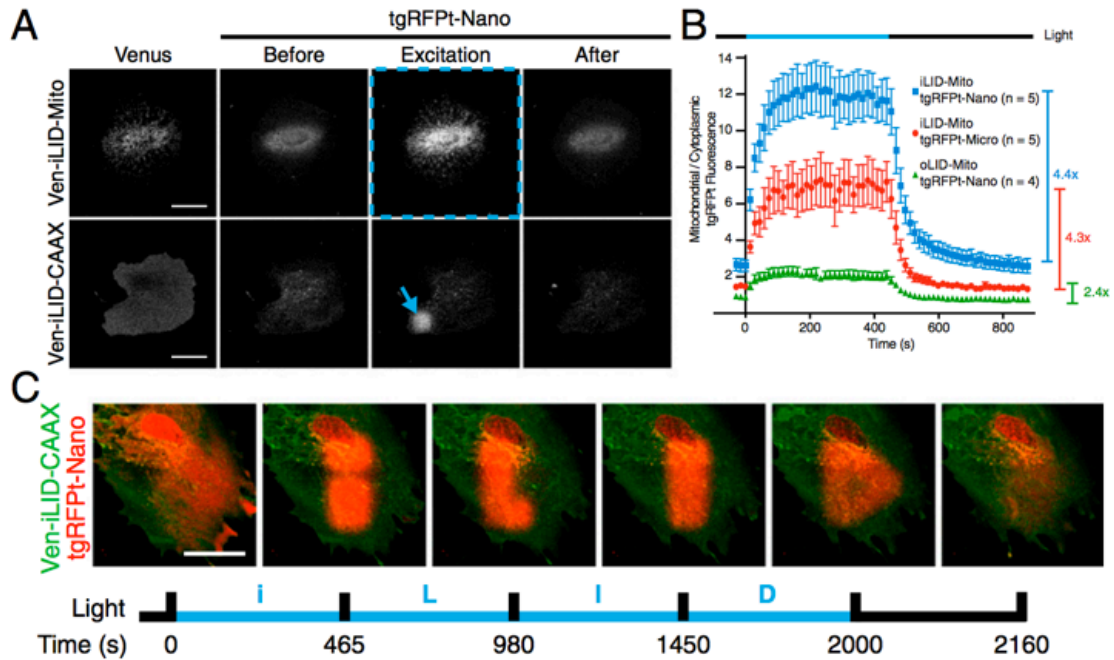 A
tgRFPt-Nano
Venus
Before
Excitation
After
Ven-iLID-Mito
Ven-iLID-CAAX
B
Light
Mitochondrial / Cytoplasmic
tgRFPt Fluorescence
14
12
10
8
6
4
2
0
200
400
600
800
Time (s)
iLID-Mito
tgRFPt-Nano (n = 5)
iLID-Mito
tgRFPt-Micro (n = 5)
oLID-Mito
tgRFPt-Nano (n = 4)
4.4x
4.3x
2.4x
C
Ven-iLID-CAAX
tgRFPt-Nano
Light
i
L
I
D
Time (s)
0
465
980
1450
2000
2160